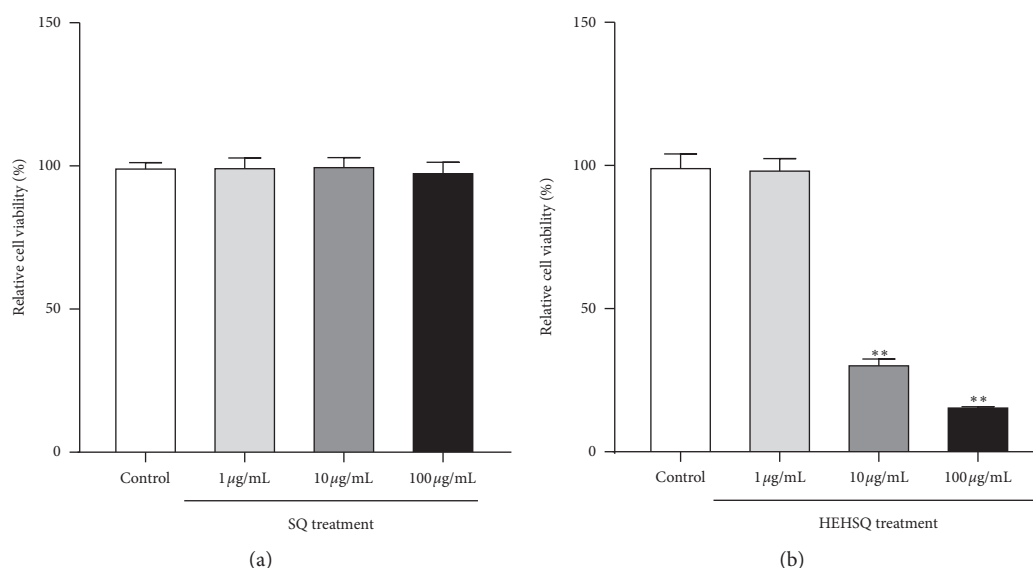 150
100
50
0
Relative cell viability (%)
Control
1 μg/mL
10 μg/mL
100 μg/mL
SQ treatment
(a)
150
100
50
0
Relative cell viability (%)
**
**
Control
1 μg/mL
10 μg/mL
100 μg/mL
HEHSQ treatment
(b)